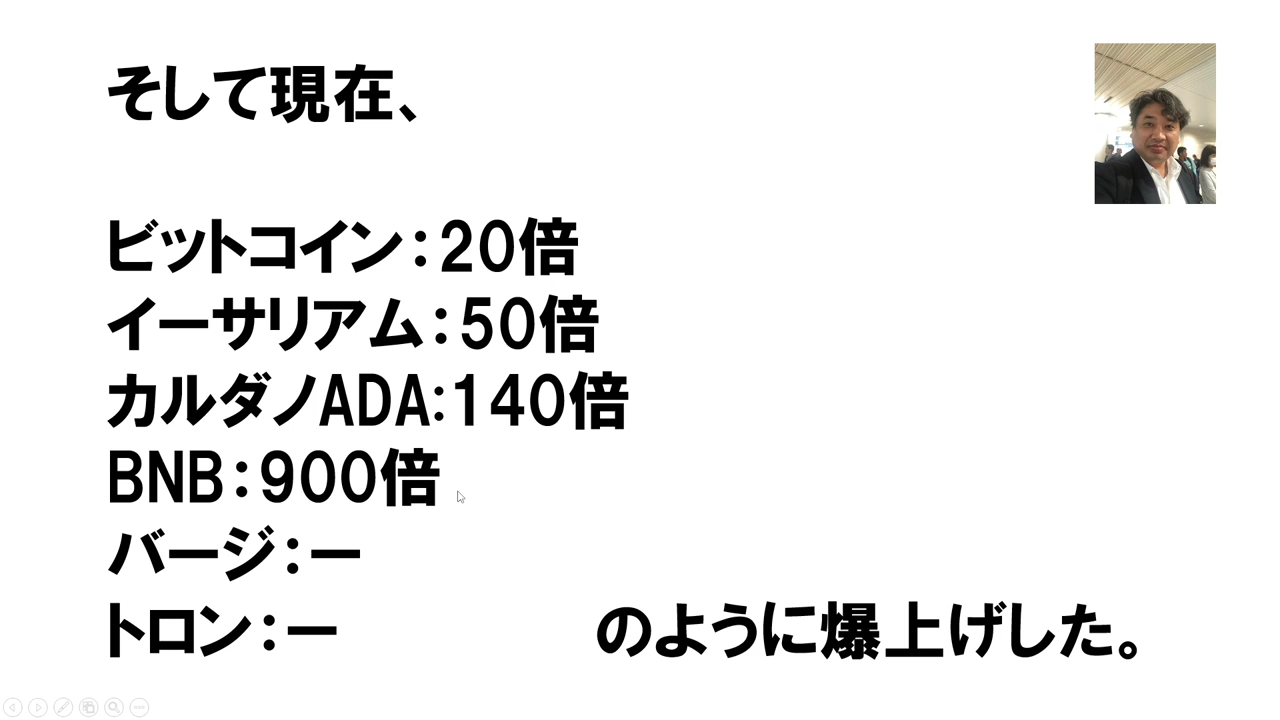 そして現在、
ビットコイン：20倍
イーサリアム：50倍
カルダノADA:140倍
BNB：900倍
バージ：ー
トロン：ー　のように爆上げした。